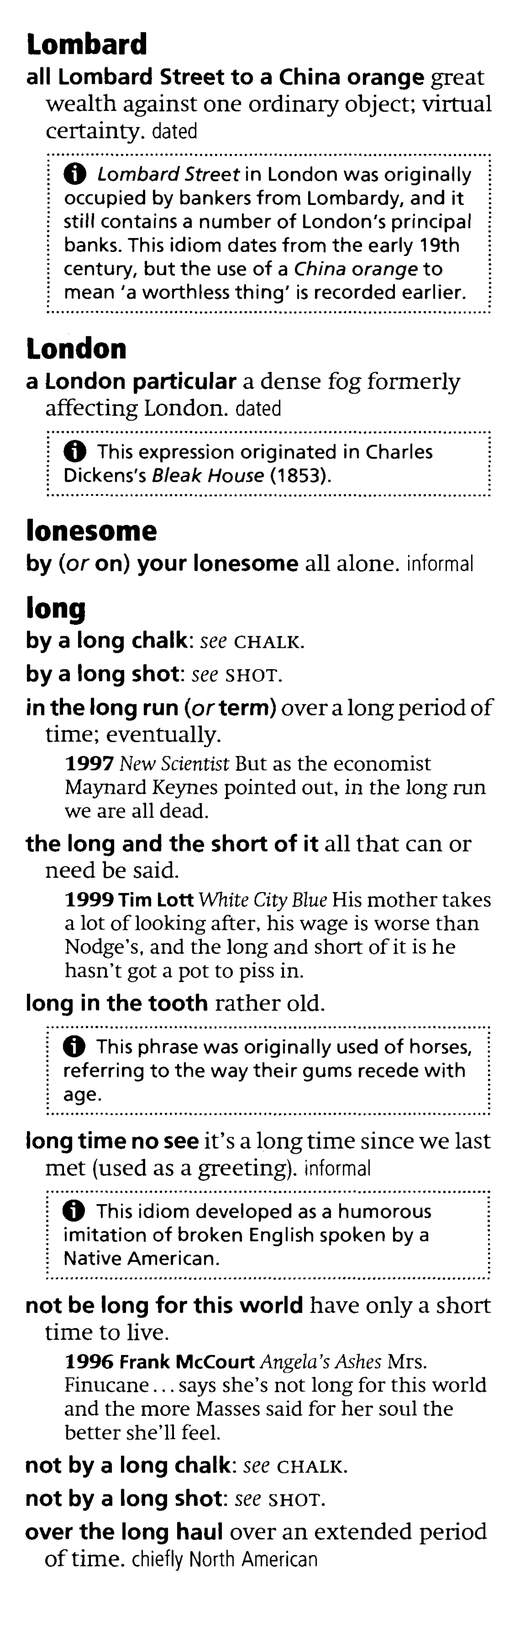 Lombard
all Lombard Street to a China orange great
wealth against one ordinary object; virtual
certainty. dated
ℹ Lombard Street in London was originally
occupied by bankers from Lombardy, and it
still contains a number of London's principal
banks. This idiom dates from the early 19th
century, but the use of a China orange to
mean 'a worthless thing' is recorded earlier.
London
a London particular a dense fog formerly
affecting London. dated
ℹ This expression originated in Charles
Dickens's Bleak House (1853).
lonesome
by (or on) your lonesome all alone. informal
long
by a long chalk: see CHALK.
by a long shot: see SHOT.
in the long run (or term) over a long period of
time; eventually.
1997 New Scientist But as the economist
Maynard Keynes pointed out, in the long run
we are all dead.
the long and the short of it all that can or
need be said.
1999 Tim Lott White City Blue His mother takes
a lot of looking after, his wage is worse than
Nodge's, and the long and short of it is he
hasn't got a pot to piss in.
long in the tooth rather old.
ℹ This phrase was originally used of horses,
referring to the way their gums recede with
age.
long time no see it's a long time since we last
met (used as a greeting). informal
ℹ This idiom developed as a humorous
imitation of broken English spoken by a
Native American.
not be long for this world have only a short
time to live.
1996 Frank McCourt Angela's Ashes Mrs.
Finucane... says she's not long for this world
and the more Masses said for her soul the
better she'll feel.
not by a long chalk: see CHALK.
not by a long shot: see SHOT.
over the long haul over an extended period
of time. chiefly North American